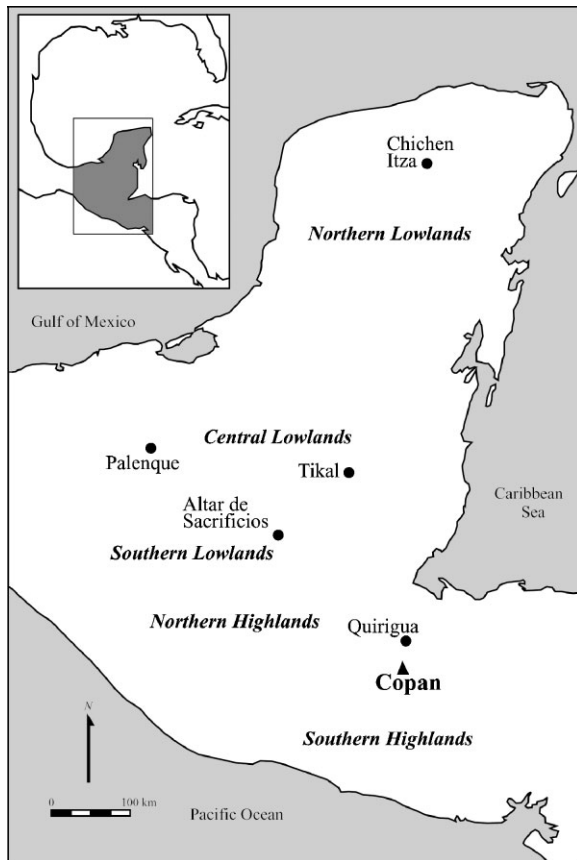 Chichen
Itza
Northern Lowlands
Gulf of Mexico
Central Lowlands
Palenque
Tikal
Altar de
Sacrificios
Caribbean
Sea
Southern Lowlands
Northern Highlands
Quirigua
Copan
Southern Highlands
N
0 100 km
Pacific Ocean